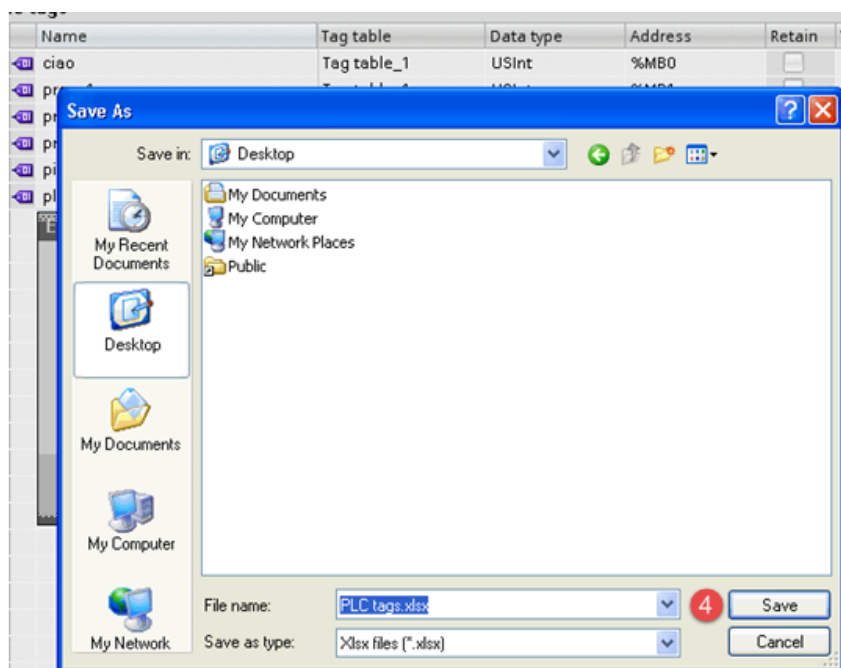 Name Tag table Data type Address Retain
ciao Tag table_1 USInt %MB0
Save As
Save in: Desktop
My Documents
My Computer
My Network Places
Public
My Recent
Documents
Desktop
My Documents
My Computer
My Network
File name: PLC tags.xlsx 4 Save
Save as type: Xlsx files (*.xlsx) Cancel